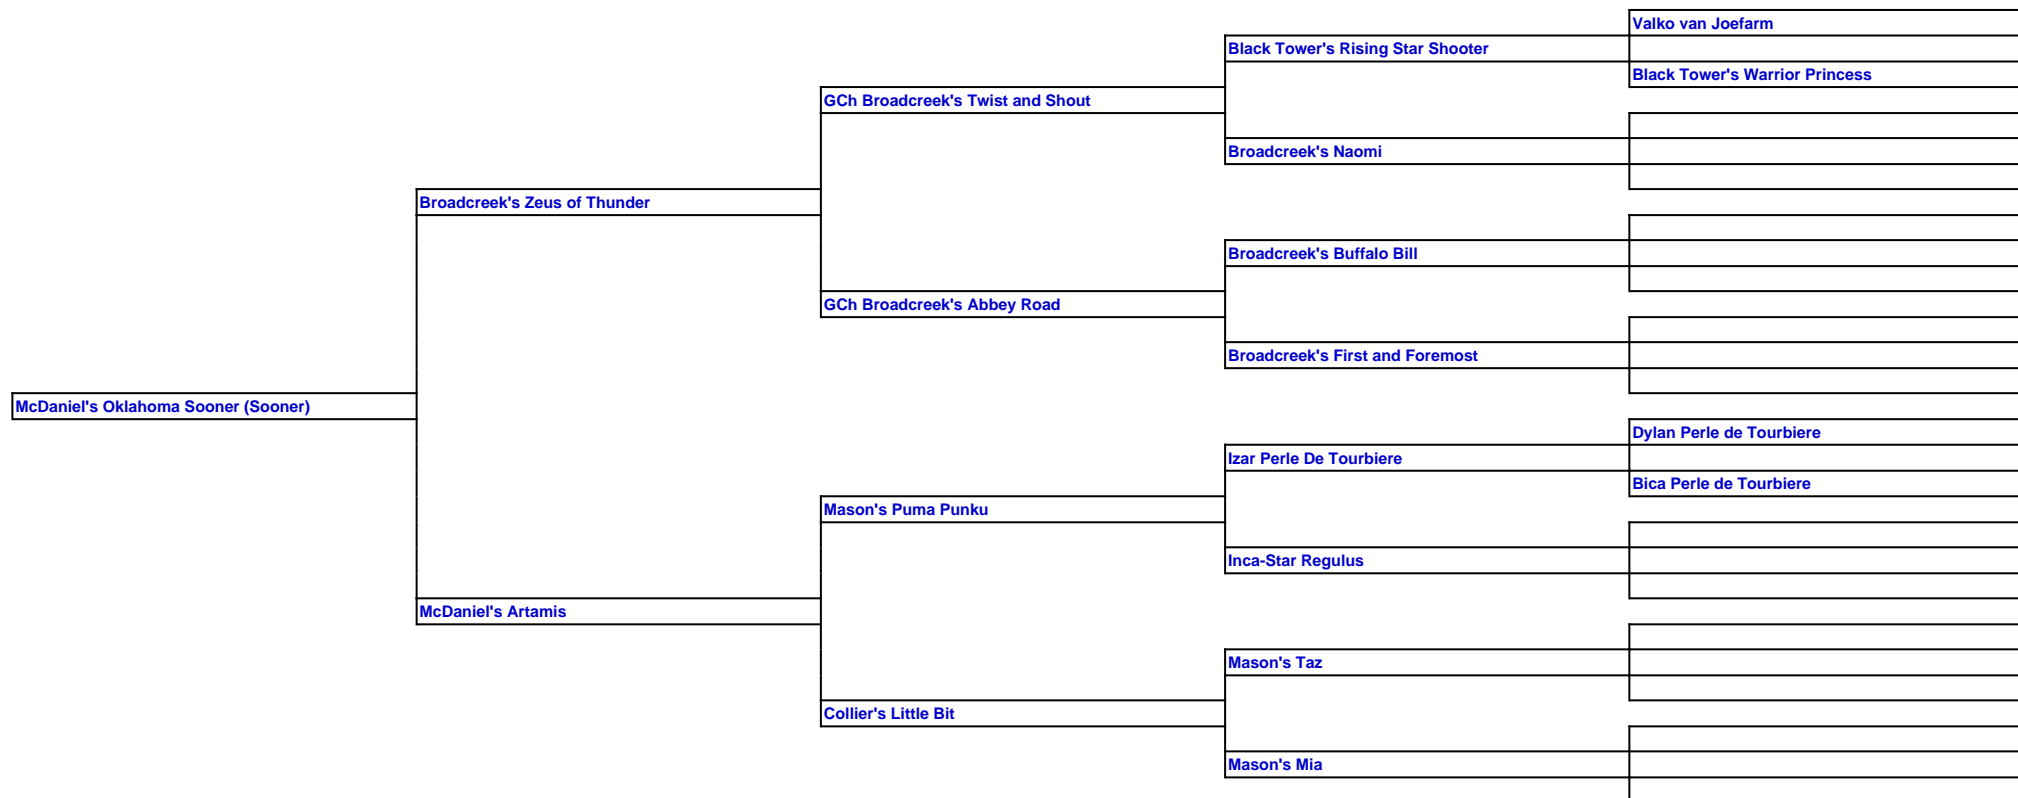 Valko van Joefarm
Black Tower's Rising Star Shooter
Black Tower's Warrior Princess
GCh Broadcreek's Twist and Shout
Broadcreek's Naomi
Broadcreek's Zeus of Thunder
Broadcreek's Buffalo Bill
GCh Broadcreek's Abbey Road
Broadcreek's First and Foremost
McDaniel's Oklahoma Sooner (Sooner)
Dylan Perle de Tourbiere
Izar Perle De Tourbiere
Bica Perle de Tourbiere
Mason's Puma Punku
Inca-Star Regulus
McDaniel's Artamis
Mason's Taz
Collier's Little Bit
Mason's Mia